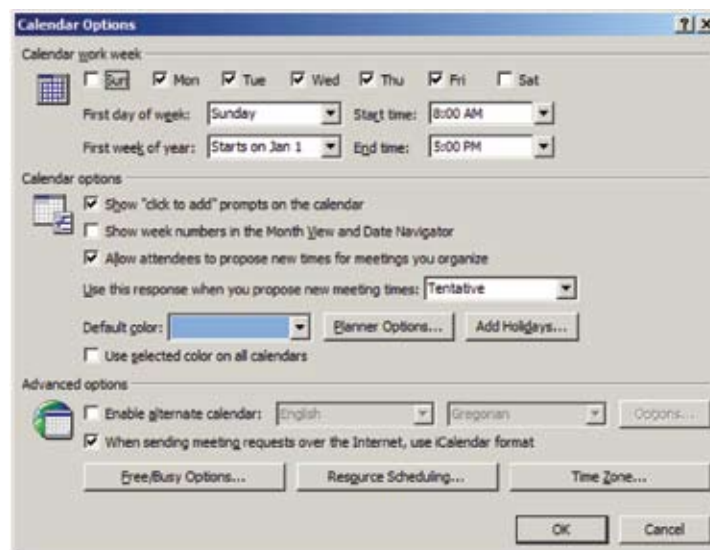 Calendar Options
Calendar work week
Sun Mon Tue Wed Thu Fri Sat
First day of week: Sunday Start time: 8:00 AM
First week of year: Starts on Jan 1 End time: 5:00 PM
Calendar options
Show "click to add" prompts on the calendar
Show week numbers in the Month View and Date Navigator
Allow attendees to propose new times for meetings you organize
Use this response when you propose new meeting times: Tentative
Default color: Planner Options... Add Holidays...
Use selected color on all calendars
Advanced options
Enable alternate calendar: English Gregorian Options...
When sending meeting requests over the Internet, use iCalendar format
Free/Busy Options... Resource Scheduling... Time Zone...
OK Cancel